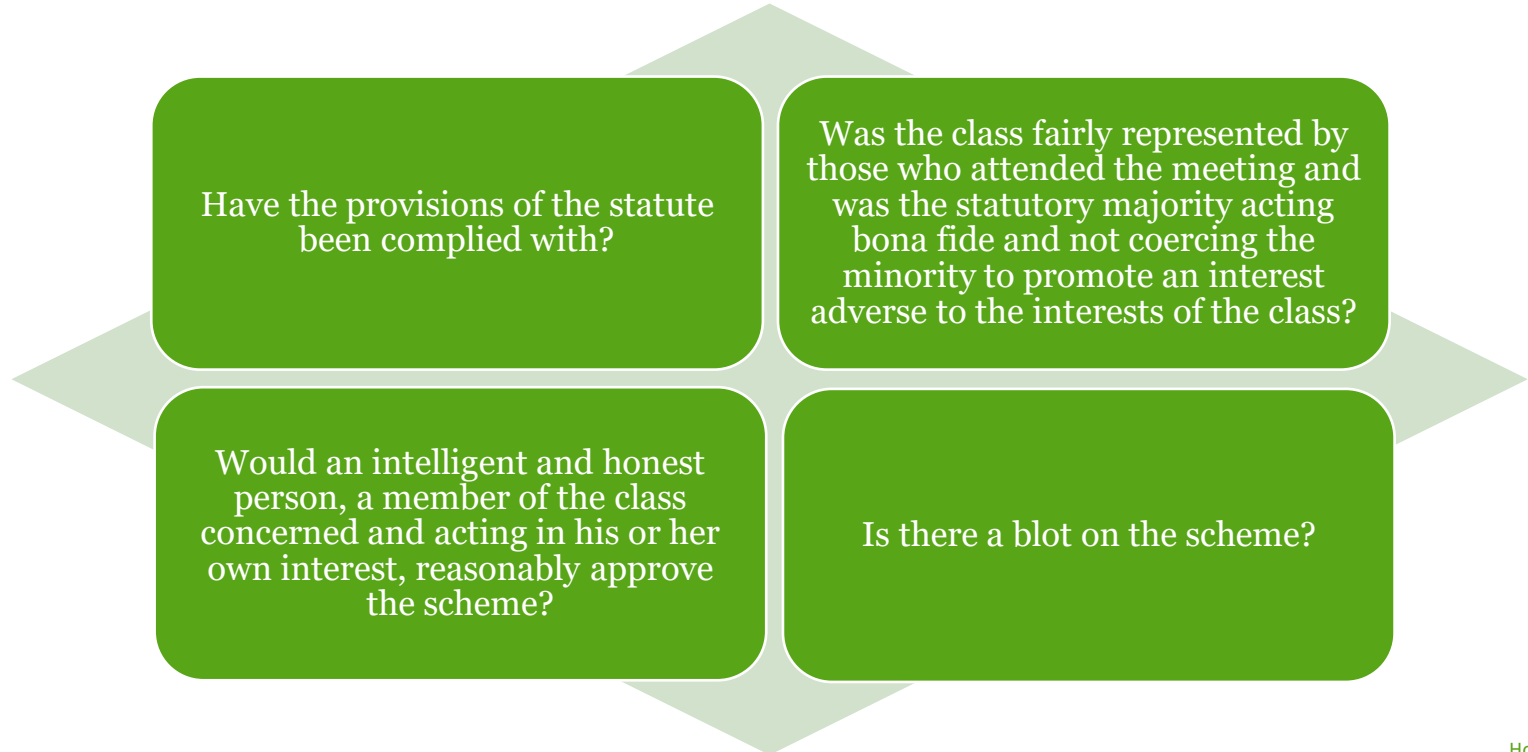 Have the provisions of the statute
been complied with?
Was the class fairly represented by
those who attended the meeting and
was the statutory majority acting
bona fide and not coercing the
minority to promote an interest
adverse to the interests of the class?
Would an intelligent and honest
person, a member of the class
concerned and acting in his or her
own interest, reasonably approve
the scheme?
Is there a blot on the scheme?